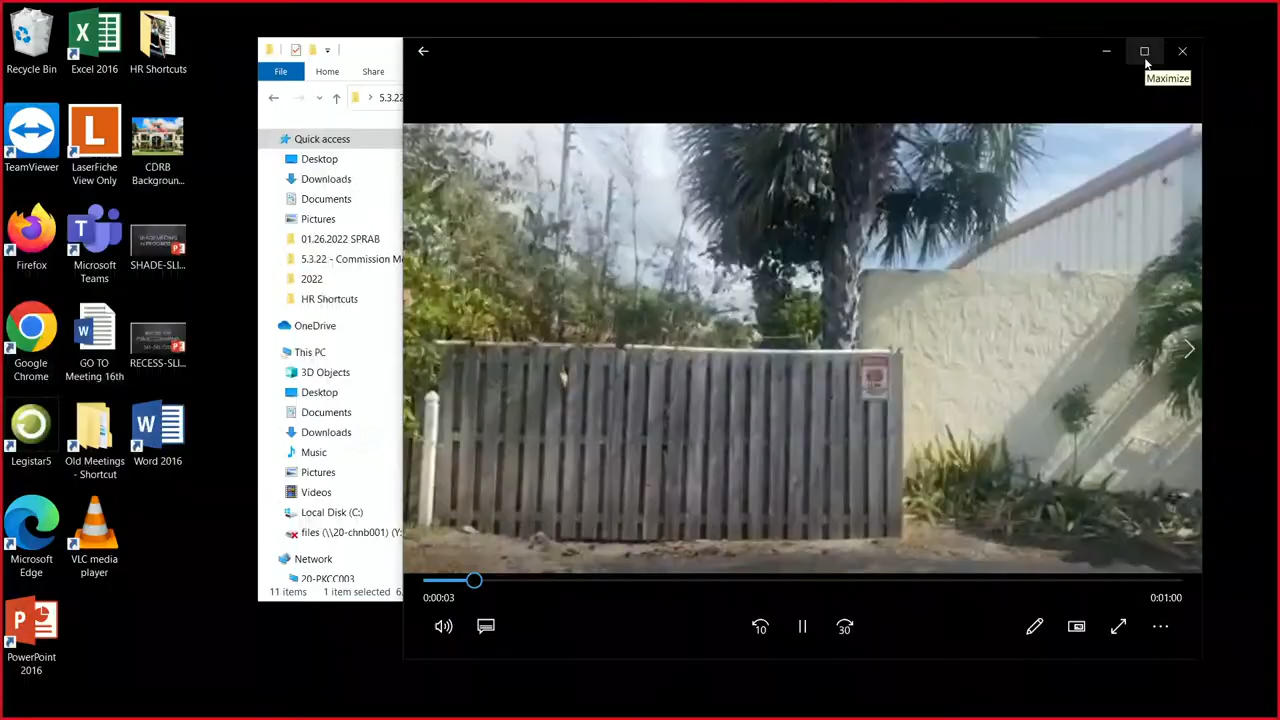 Recycle Bin
Excel 2016
HR Shortcuts
TeamViewer
LaserFiche
View Only
CDRB
Backgroun...
Firefox
Microsoft
Teams
SHADE-SLI...
Google
Chrome
GO TO
Meeting 16th
RECESS-SLI...
Legistar5
Old Meetings
- Shortcut
Word 2016
Microsoft
Edge
VLC media
player
PowerPoint
2016
File
Home
Share
5.3.22
Quick access
Desktop
Downloads
Documents
Pictures
01.26.2022 SPRAB
5.3.22 - Commission Me
2022
HR Shortcuts
OneDrive
This PC
3D Objects
Desktop
Documents
Downloads
Music
Pictures
Videos
Local Disk (C:)
files (\\20-chnb001) (Y:
Network
20-PKCC003
11 items
1 item selected
6.
Maximize
0:00:03
0:01:00
10
30